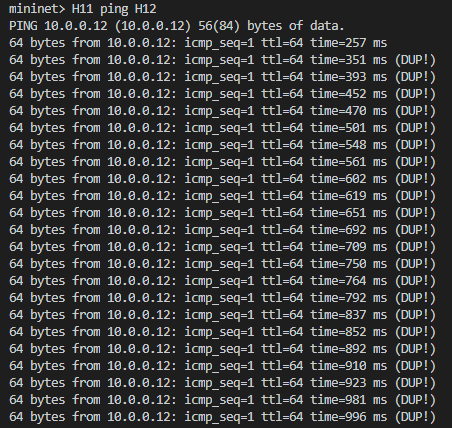 mininet> H11 ping H12
PING 10.0.0.12 (10.0.0.12) 56(84) bytes of data.
64 bytes from 10.0.0.12: icmp_seq=1 ttl=64 time=257 ms
64 bytes from 10.0.0.12: icmp_seq=1 ttl=64 time=351 ms (DUP!)
64 bytes from 10.0.0.12: icmp_seq=1 ttl=64 time=393 ms (DUP!)
64 bytes from 10.0.0.12: icmp_seq=1 ttl=64 time=452 ms (DUP!)
64 bytes from 10.0.0.12: icmp_seq=1 ttl=64 time=470 ms (DUP!)
64 bytes from 10.0.0.12: icmp_seq=1 ttl=64 time=501 ms (DUP!)
64 bytes from 10.0.0.12: icmp_seq=1 ttl=64 time=548 ms (DUP!)
64 bytes from 10.0.0.12: icmp_seq=1 ttl=64 time=561 ms (DUP!)
64 bytes from 10.0.0.12: icmp_seq=1 ttl=64 time=602 ms (DUP!)
64 bytes from 10.0.0.12: icmp_seq=1 ttl=64 time=619 ms (DUP!)
64 bytes from 10.0.0.12: icmp_seq=1 ttl=64 time=651 ms (DUP!)
64 bytes from 10.0.0.12: icmp_seq=1 ttl=64 time=692 ms (DUP!)
64 bytes from 10.0.0.12: icmp_seq=1 ttl=64 time=709 ms (DUP!)
64 bytes from 10.0.0.12: icmp_seq=1 ttl=64 time=750 ms (DUP!)
64 bytes from 10.0.0.12: icmp_seq=1 ttl=64 time=764 ms (DUP!)
64 bytes from 10.0.0.12: icmp_seq=1 ttl=64 time=792 ms (DUP!)
64 bytes from 10.0.0.12: icmp_seq=1 ttl=64 time=837 ms (DUP!)
64 bytes from 10.0.0.12: icmp_seq=1 ttl=64 time=852 ms (DUP!)
64 bytes from 10.0.0.12: icmp_seq=1 ttl=64 time=892 ms (DUP!)
64 bytes from 10.0.0.12: icmp_seq=1 ttl=64 time=910 ms (DUP!)
64 bytes from 10.0.0.12: icmp_seq=1 ttl=64 time=923 ms (DUP!)
64 bytes from 10.0.0.12: icmp_seq=1 ttl=64 time=981 ms (DUP!)
64 bytes from 10.0.0.12: icmp_seq=1 ttl=64 time=996 ms (DUP!)